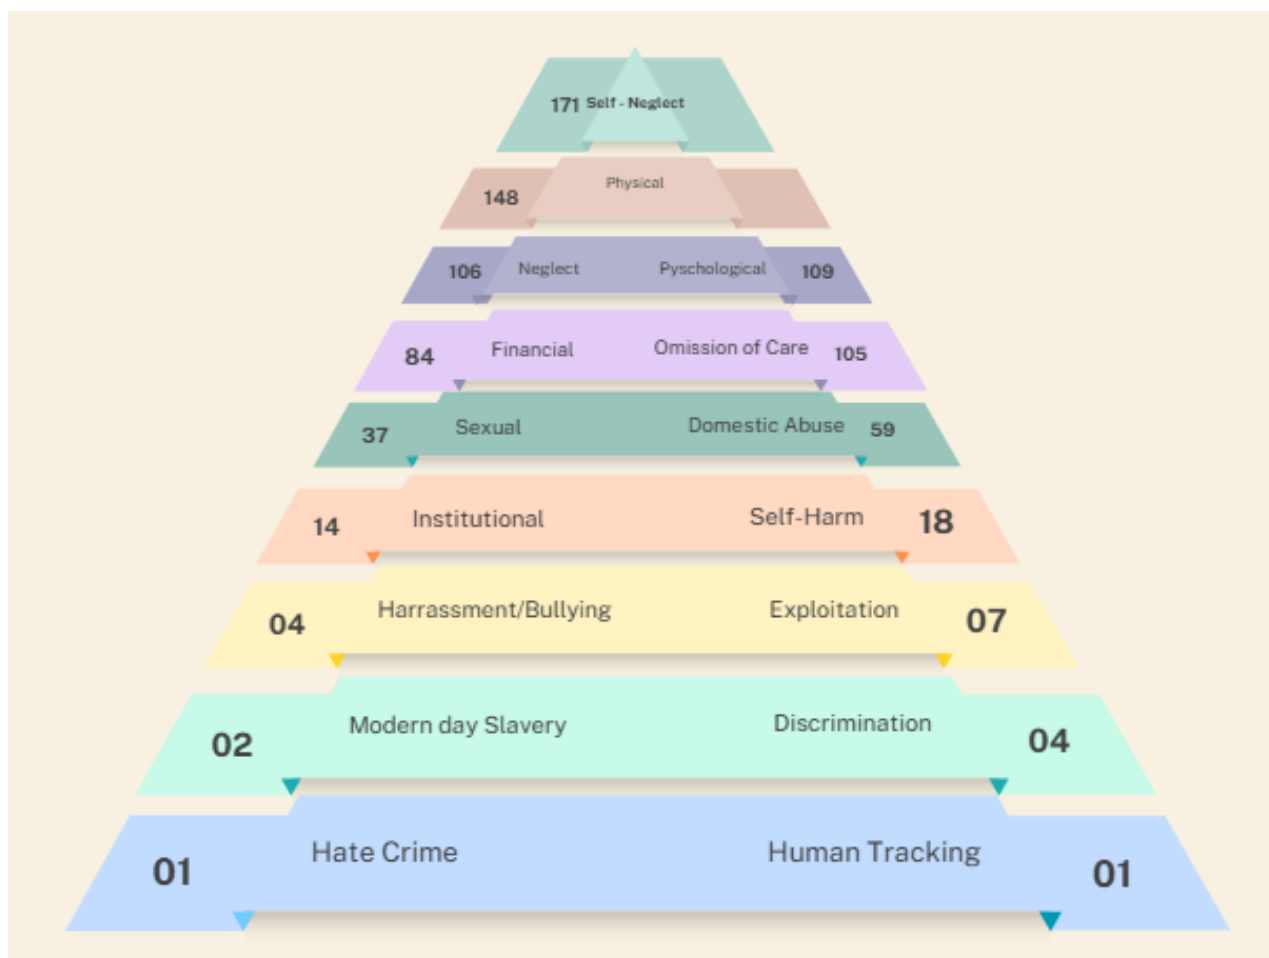 171 Self - Neglect
148 Physical
106 Neglect Pyschological 109
84 Financial Omission of Care 105
37 Sexual Domestic Abuse 59
14 Institutional Self-Harm 18
04 Harrassment/Bullying Exploitation 07
02 Modern day Slavery Discrimination 04
01 Hate Crime Human Tracking 01